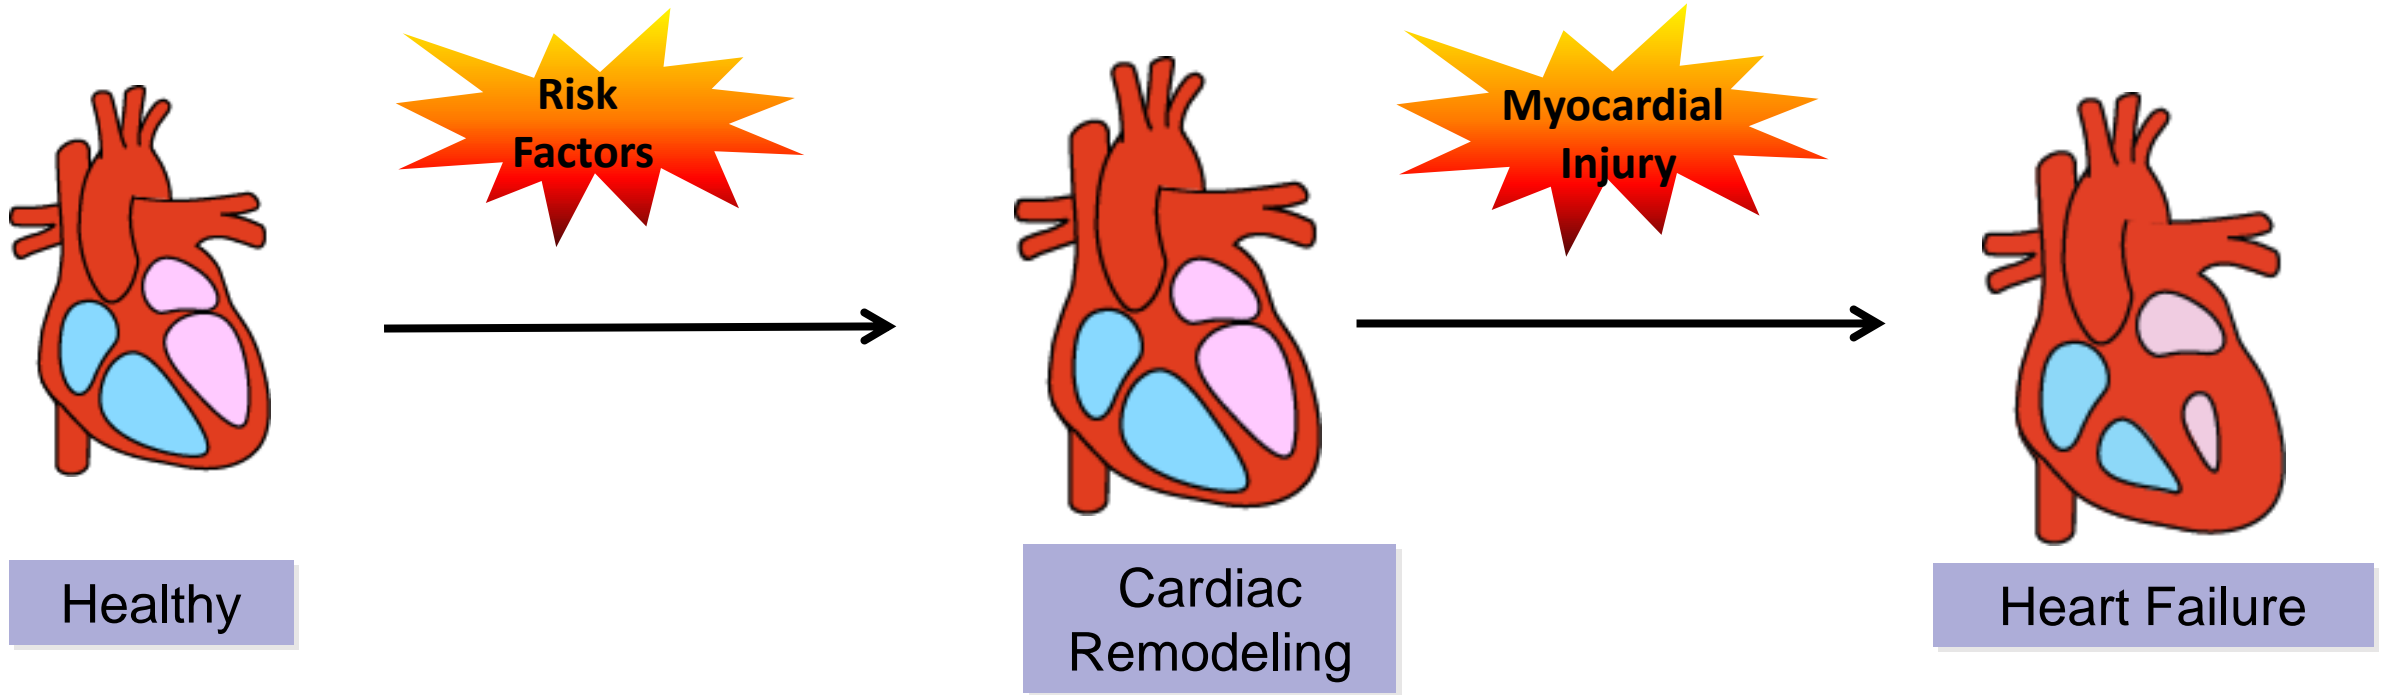 Risk
Factors
Myocardial
Injury
Healthy
Cardiac
Remodeling
Heart Failure